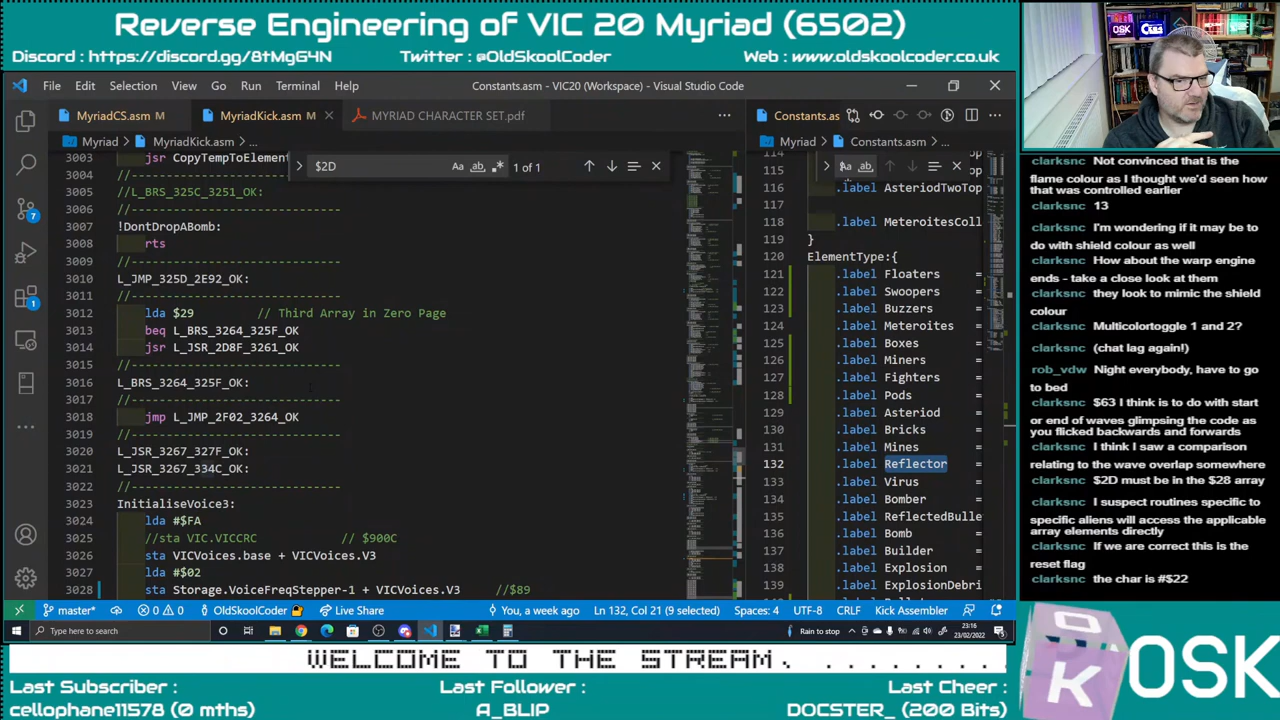 Reverse Engineering of VIC 20 Myriad (6502)
Discord : https://discord.gg/8tMgG4N
Twitter : @OldSkoolCoder
Web : www.oldskoolcoder.co.uk
File Edit Selection View Go Run Terminal Help
Constants.asm - VIC20 (Workspace) - Visual Studio Code
MyriadCS.asm M
MyriadKick.asm M
MYRIAD CHARACTER SET.pdf
Constants.as
Myriad > MyriadKick.asm > ...
Myriad > Constants.asm > ...
$2D
1 of 1
3003 jsr CopyTempToElement
3004 //----------------------------------
3005 //L_BRS_325C_3251_OK:
3006 //----------------------------------
3007 !DontDropABomb:
3008 rts
3009 //----------------------------------
3010 L_JMP_325D_2E92_OK:
3011 //----------------------------------
3012 lda $29 // Third Array in Zero Page
3013 beq L_BRS_3264_325F_OK
3014 jsr L_JSR_2D8F_3261_OK
3015 //----------------------------------
3016 L_BRS_3264_325F_OK:
3017 //----------------------------------
3018 jmp L_JMP_2F02_3264_OK
3019 //----------------------------------
3020 L_JSR_3267_327F_OK:
3021 L_JSR_3267_334C_OK:
3022 //----------------------------------
3023 InitialiseVoice3:
3024 lda #$FA
3025 //sta VIC.VICCRC // $900C
3026 sta VICVoices.base + VICVoices.V3
3027 lda #$02
3028 sta Storage.VoiceFreqStepper-1 + VICVoices.V3 //$89
114
115
116 .label AsteriodTwoTop
117
118 .label MeteroitesColl
119 }
120 ElementType:{
121 .label Floaters =
122 .label Swoopers =
123 .label Buzzers =
124 .label Meteroites =
125 .label Boxes =
126 .label Miners =
127 .label Fighters =
128 .label Pods =
129 .label Asteriod =
130 .label Bricks =
131 .label Mines =
132 .label Reflector =
133 .label Virus =
134 .label Bomber =
135 .label ReflectedBulle
136 .label Bomb =
137 .label Builder =
138 .label Explosion =
139 .label ExplosionDebri
master* 0 0 OldSkoolCoder Live Share You, a week ago Ln 132, Col 21 (9 selected) Spaces: 4 UTF-8 CRLF Kick Assembler
Type here to search
Rain to stop
23:16
23/02/2022
clarksnc Not convinced that is the
flame colour as I thought we'd seen how
that was controlled earlier
clarksnc 13
clarksnc I'm wondering if it may be to
do with shield colour as well
clarksnc How about the warp engine
ends - take a close look at them
clarksnc they look to mimic the shield
colour
clarksnc Multicolortoggle 1 and 2?
clarksnc (chat lag again!)
rob_vdw Night everybody, have to go
to bed
clarksnc $63 I think is to do with start
or end of waves glimpsing the code as
you flicked backwards and forwards
clarksnc I think I saw a comparison
relating to the wave overlap somewhere
clarksnc $2D must be in the $28 array
clarksnc I suspect routines specific to
specific aliens will access the applicable
array elements directly
clarksnc If we are correct this is the
reset flag
clarksnc the char is #$22
WELCOME TO THE STREAM. ........
Last Subscriber :
cellophane11578 (0 mths)
Last Follower :
A_BLIP
Last Cheer :
DOCSTER_ (200 Bits)
OSK